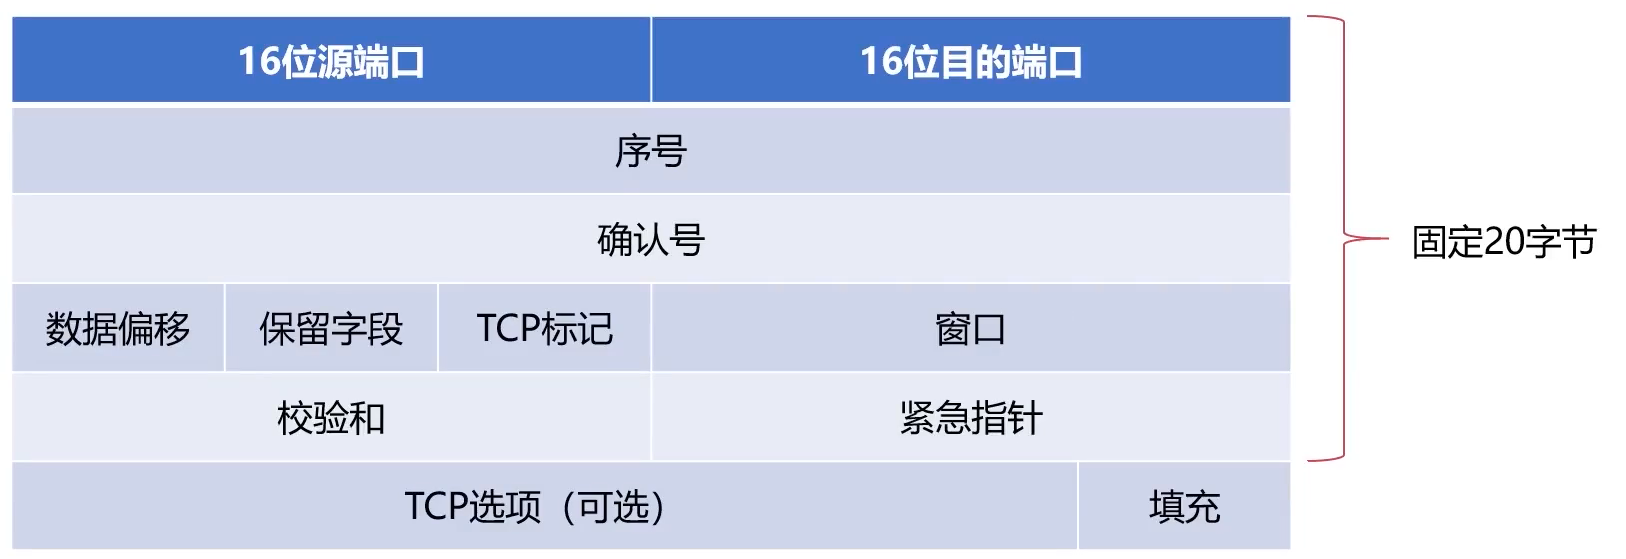 16位源端口 16位目的端口
序号
确认号
固定20字节
数据偏移 保留字段 TCP标记 窗口
校验和 紧急指针
TCP选项（可选） 填充